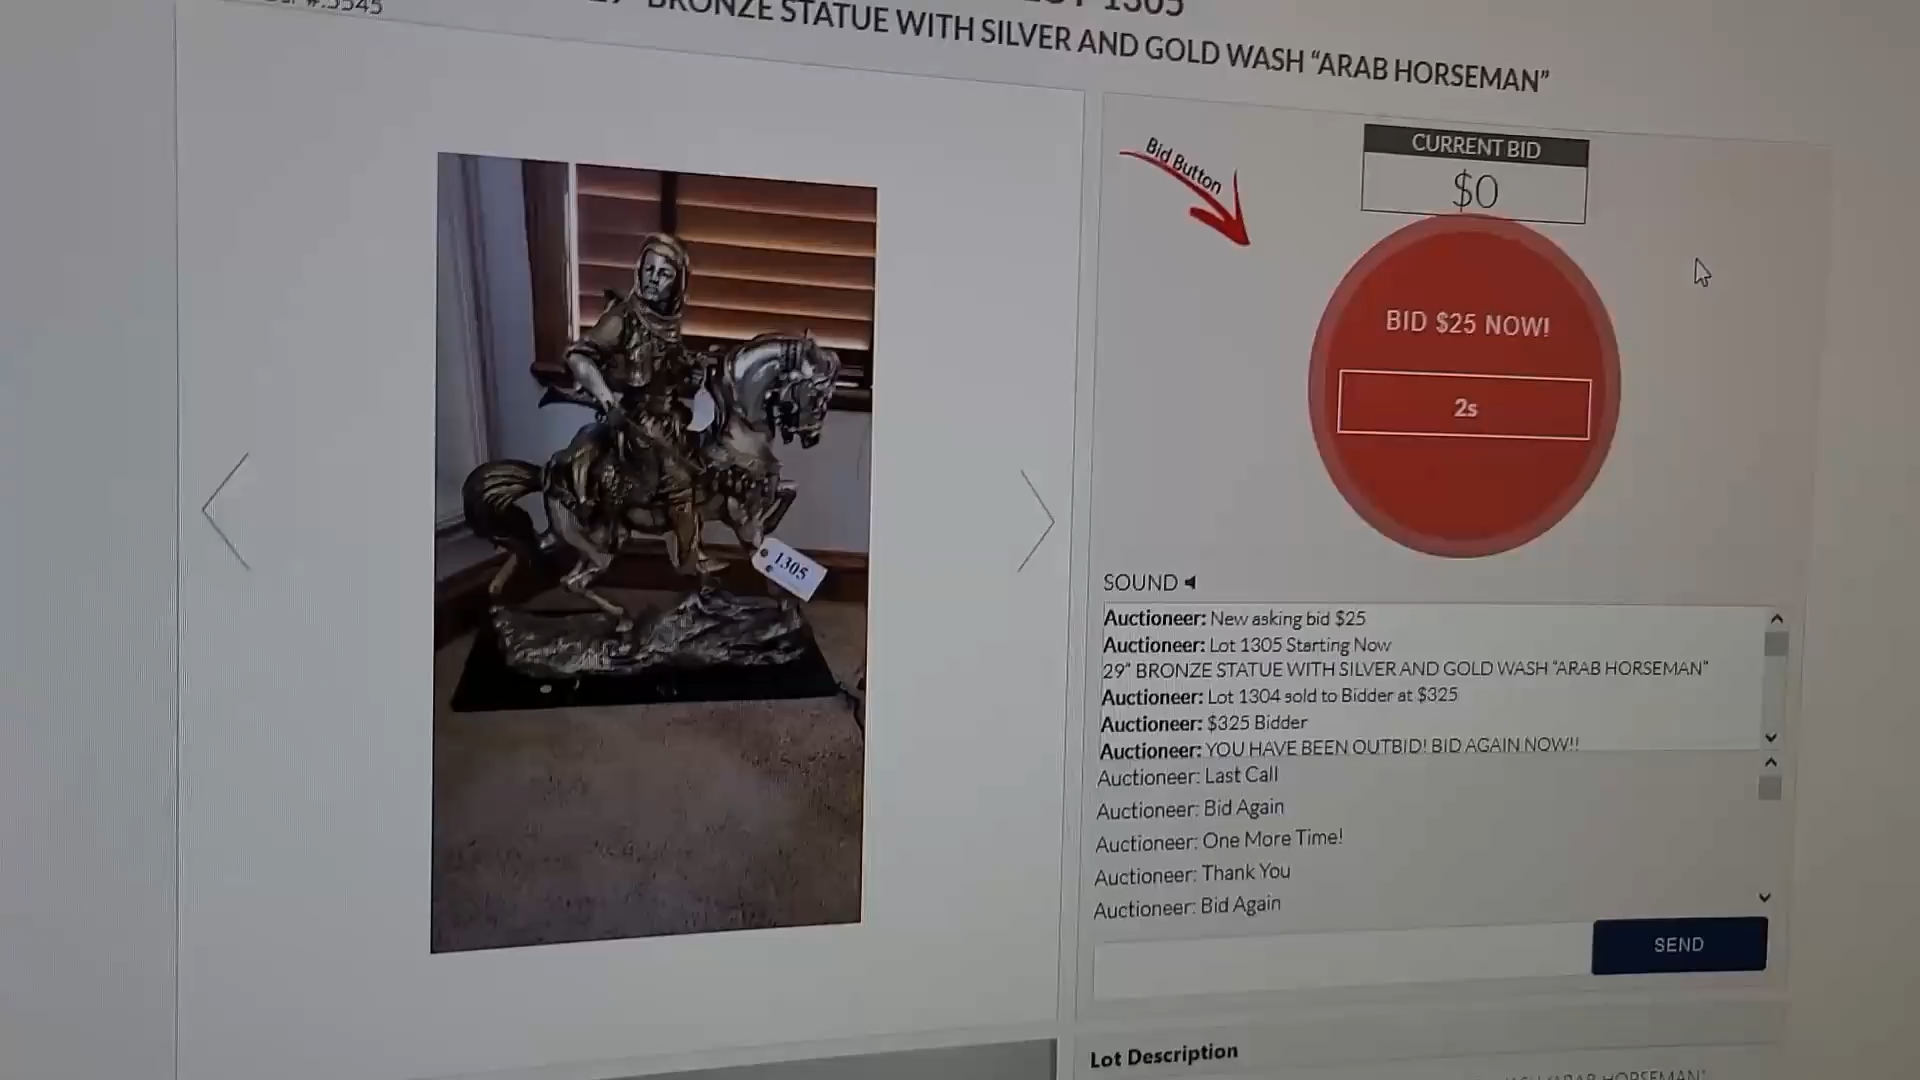 LOT 1305
29" BRONZE STATUE WITH SILVER AND GOLD WASH “ARAB HORSEMAN”
Bid Button
CURRENT BID
$0
BID $25 NOW!
2s
1305
SOUND
Auctioneer: New asking bid $25
Auctioneer: Lot 1305 Starting Now
29" BRONZE STATUE WITH SILVER AND GOLD WASH "ARAB HORSEMAN"
Auctioneer: Lot 1304 sold to Bidder at $325
Auctioneer: $325 Bidder
Auctioneer: YOU HAVE BEEN OUTBID! BID AGAIN NOW!!
Auctioneer: Last Call
Auctioneer: Bid Again
Auctioneer: One More Time!
Auctioneer: Thank You
Auctioneer: Bid Again
SEND
Lot Description